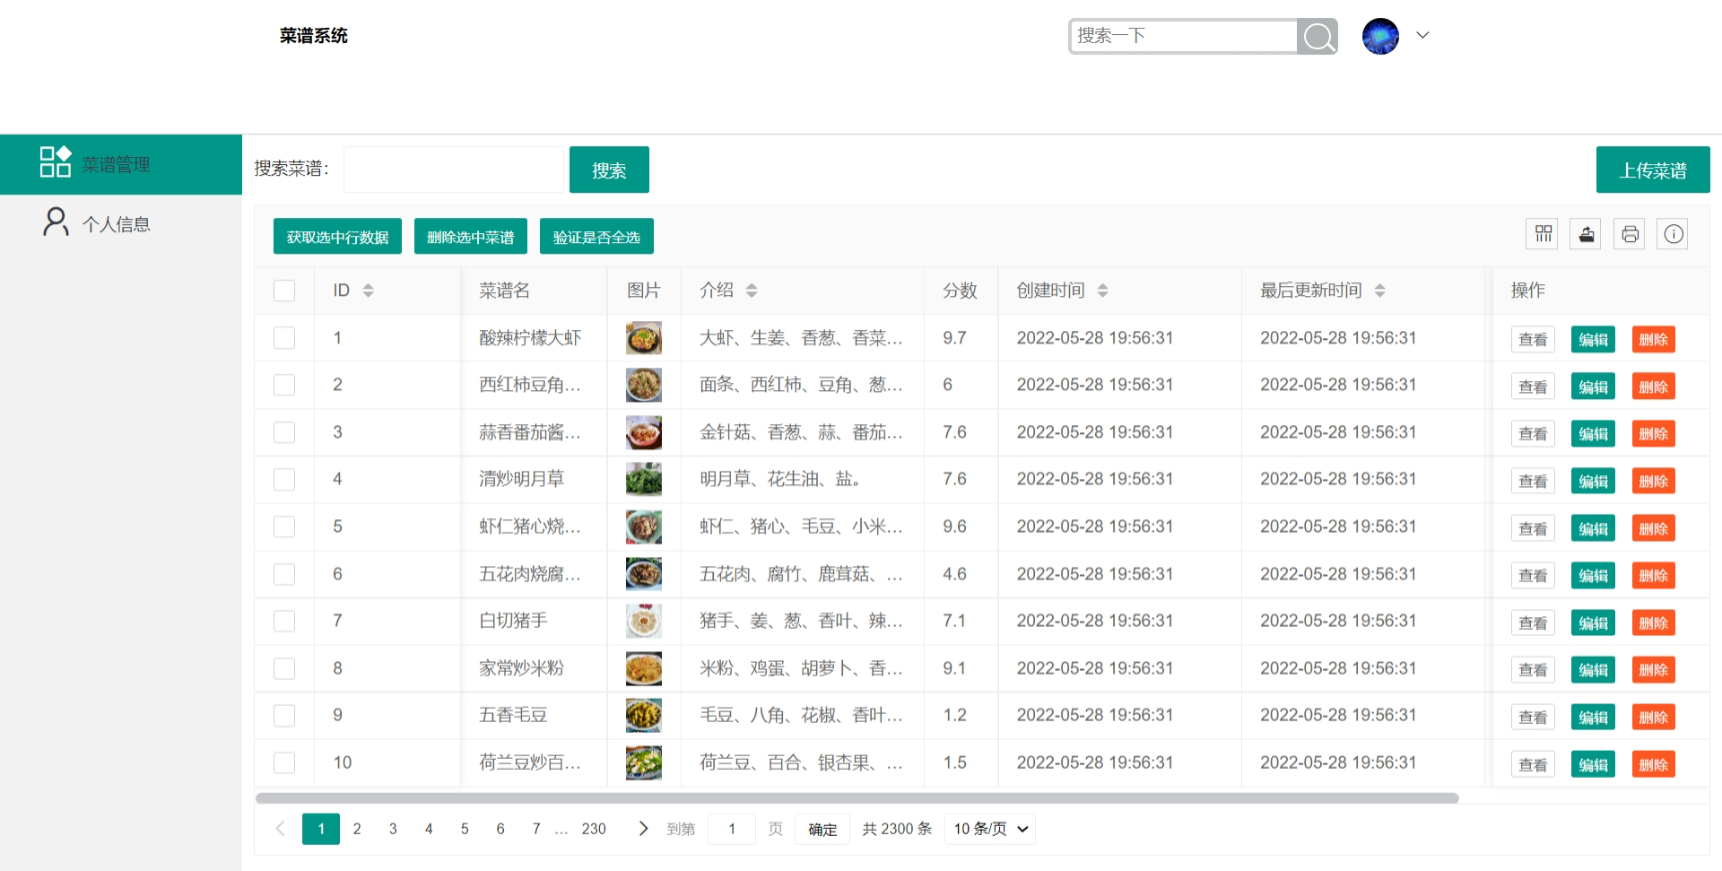 菜谱系统
搜索一下
菜谱管理
个人信息
搜索菜谱：
搜索
上传菜谱
获取选中行数据 删除选中菜谱 验证是否全选
ID 菜谱名 图片 介绍 分数 创建时间 最后更新时间 操作
1 酸辣柠檬大虾 大虾、生姜、香葱、香菜... 9.7 2022-05-28 19:56:31 2022-05-28 19:56:31 查看 编辑 删除
2 西红柿豆角... 面条、西红柿、豆角、葱... 6 2022-05-28 19:56:31 2022-05-28 19:56:31 查看 编辑 删除
3 蒜香番茄酱... 金针菇、香葱、蒜、番茄... 7.6 2022-05-28 19:56:31 2022-05-28 19:56:31 查看 编辑 删除
4 清炒明月草 明月草、花生油、盐。 7.6 2022-05-28 19:56:31 2022-05-28 19:56:31 查看 编辑 删除
5 虾仁猪心烧... 虾仁、猪心、毛豆、小米... 9.6 2022-05-28 19:56:31 2022-05-28 19:56:31 查看 编辑 删除
6 五花肉烧腐... 五花肉、腐竹、鹿茸菇、... 4.6 2022-05-28 19:56:31 2022-05-28 19:56:31 查看 编辑 删除
7 白切猪手 猪手、姜、葱、香叶、辣... 7.1 2022-05-28 19:56:31 2022-05-28 19:56:31 查看 编辑 删除
8 家常炒米粉 米粉、鸡蛋、胡萝卜、香... 9.1 2022-05-28 19:56:31 2022-05-28 19:56:31 查看 编辑 删除
9 五香毛豆 毛豆、八角、花椒、香叶... 1.2 2022-05-28 19:56:31 2022-05-28 19:56:31 查看 编辑 删除
10 荷兰豆炒百... 荷兰豆、百合、银杏果、... 1.5 2022-05-28 19:56:31 2022-05-28 19:56:31 查看 编辑 删除
1 2 3 4 5 6 7 ... 230 到第 1 页 确定 共 2300 条 10 条/页